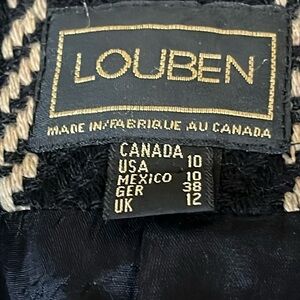 LOUBEN
MADE IN/FABRIQUE AU CANADA
CANADA
USA 10
MEXICO 10
GER 38
UK 12